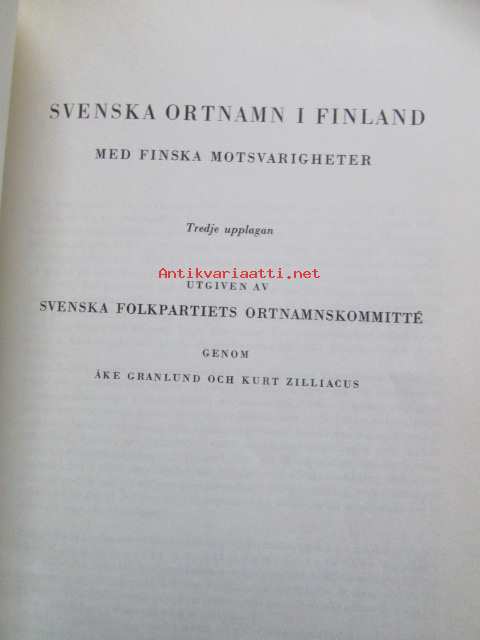 SVENSKA ORTNAMN I FINLAND
MED FINSKA MOTSVARIGHETER
Tredje upplagan
Antikvariaatti.net
UTGIVEN AV
SVENSKA FOLKPARTIETS ORTNAMNSKOMMITTÉ
GENOM
ÅKE GRANLUND OCH KURT ZILLIACUS